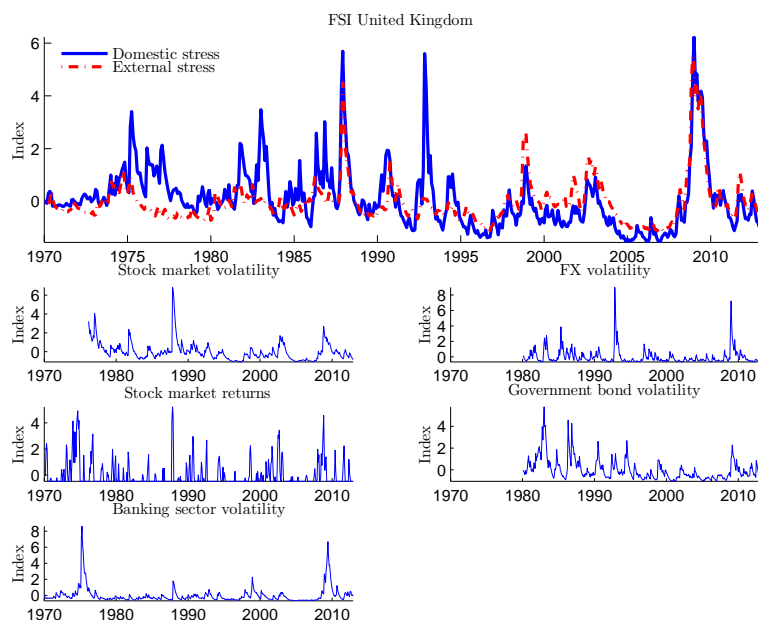 FSI United Kingdom
Index
6
4
2
0
Domestic stress
External stress
1970 1975 1980 1985 1990 1995 2000 2005 2010
Stock market volatility
Index
6
4
2
0
1970 1980 1990 2000 2010
FX volatility
Index
8
6
4
2
0
1970 1980 1990 2000 2010
Stock market returns
Index
4
2
0
1970 1980 1990 2000 2010
Government bond volatility
Index
4
2
0
1970 1980 1990 2000 2010
Banking sector volatility
Index
8
6
4
2
0
1970 1980 1990 2000 2010